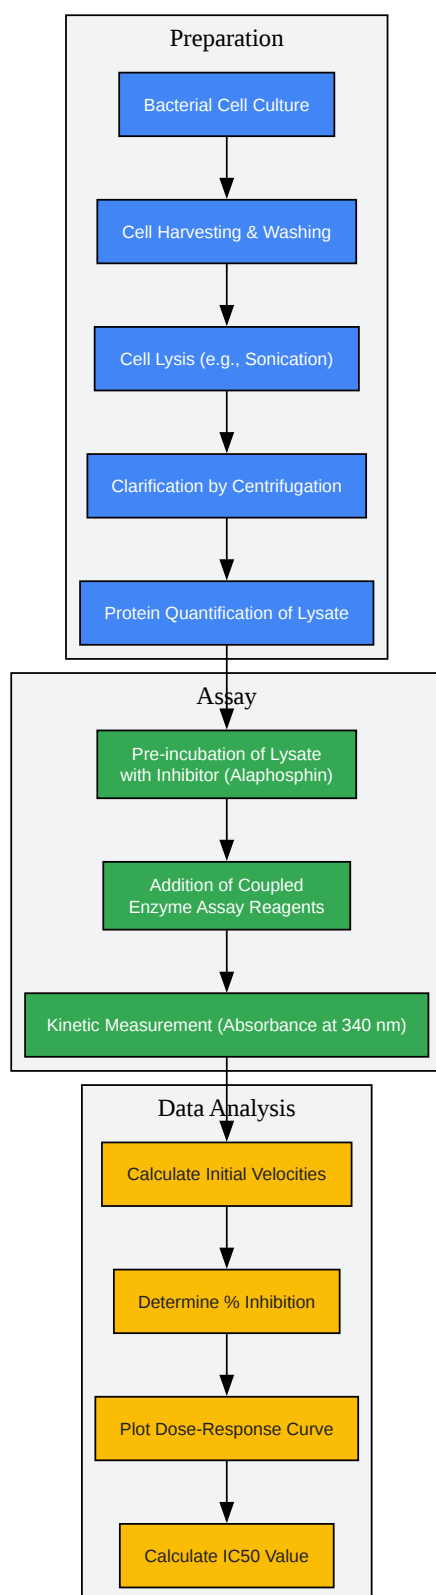 Preparation
Bacterial Cell Culture
Cell Harvesting & Washing
Cell Lysis (e.g., Sonication)
Clarification by Centrifugation
Protein Quantification of Lysate
Assay
Pre-incubation of Lysate
with Inhibitor (Alaphosphin)
Addition of Coupled
Enzyme Assay Reagents
Kinetic Measurement (Absorbance at 340 nm)
Data Analysis
Calculate Initial Velocities
Determine % Inhibition
Plot Dose-Response Curve
Calculate IC50 Value